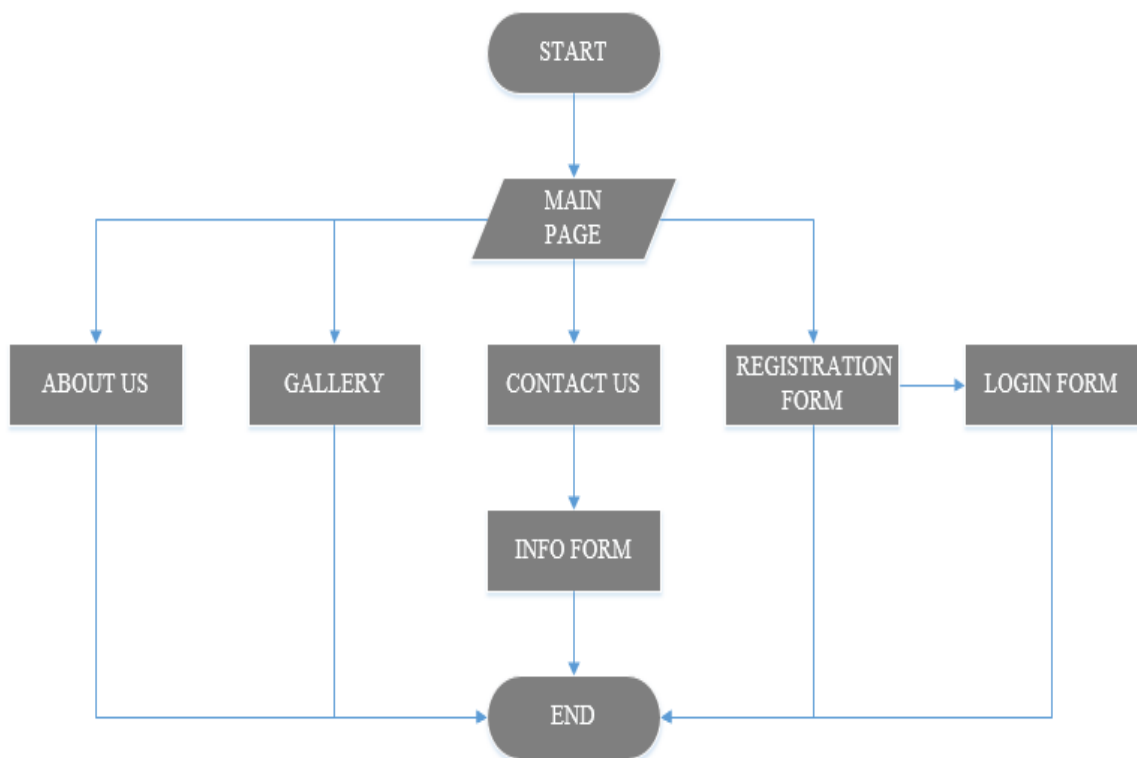 START
MAIN
PAGE
ABOUT US
GALLERY
CONTACT US
REGISTRATION
FORM
LOGIN FORM
INFO FORM
END